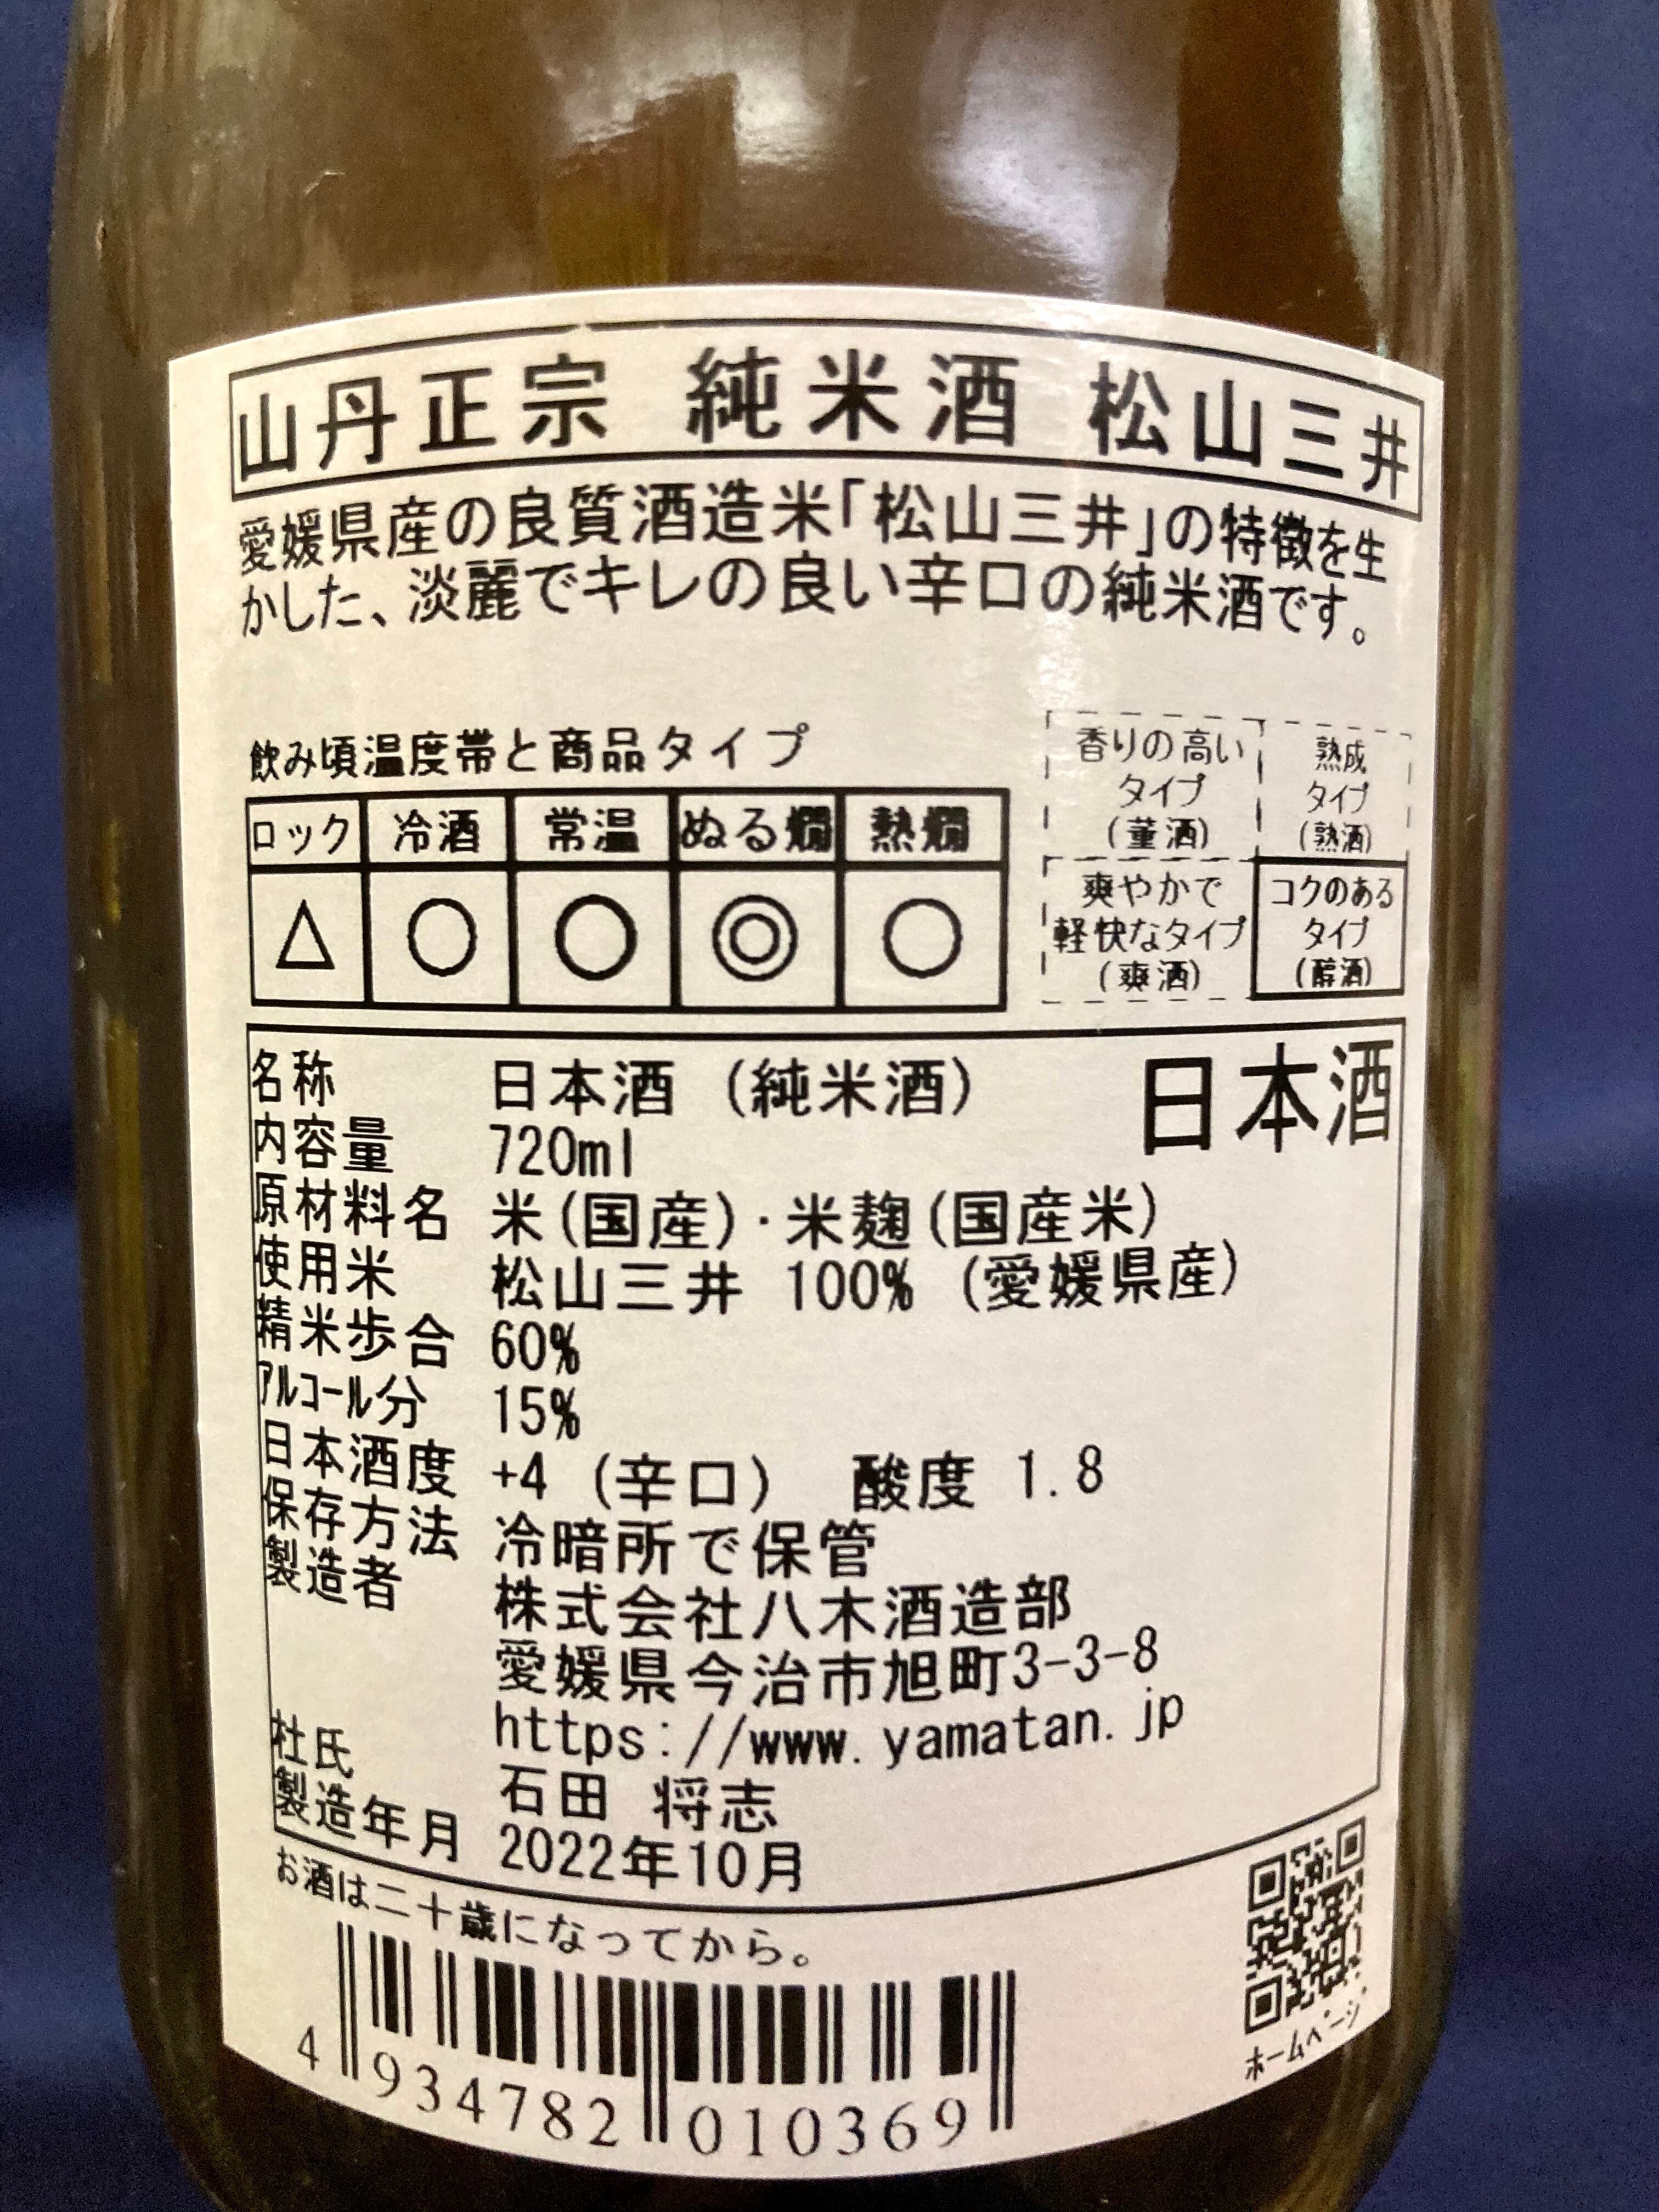 山丹正宗 純米酒 松山三井
愛媛県産の良質酒造米「松山三井」の特徴を生
かした、淡麗でキレの良い辛口の純米酒です。
飲み頃温度帯と商品タイプ
ロック 冷酒 常温 ぬる燗 熱燗
△ ○ ○ ◎ ○
香りの高い
タイプ
(薫酒)
熟成
タイプ
(熟酒)
爽やかで
軽快なタイプ
(爽酒)
コクのある
タイプ
(醇酒)
日本酒
名称 日本酒 (純米酒)
内容量 720ml
原材料名 米(国産)・米麹(国産米)
使用米 松山三井 100% (愛媛県産)
精米歩合 60%
アルコール分 15%
日本酒度 +4 (辛口) 酸度 1.8
保存方法 冷暗所で保管
製造者 株式会社八木酒造部
愛媛県今治市旭町3-3-8
https://www.yamatan.jp
杜氏 石田 将志
製造年月 2022年10月
お酒は二十歳になってから。
4 934782 010369
ホームページ